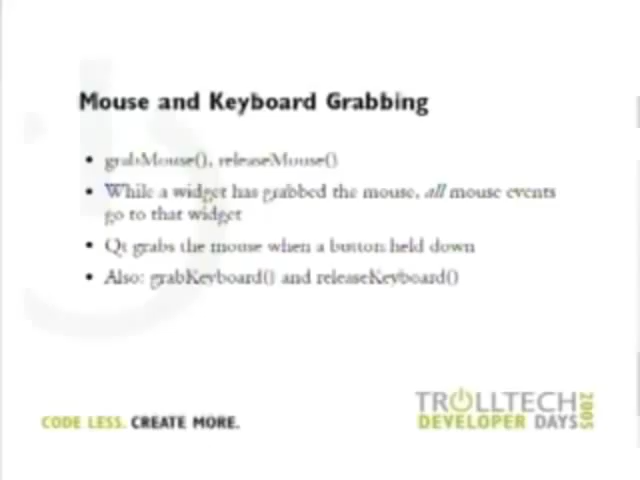 Mouse and Keyboard Grabbing
• grabMouse(), releaseMouse()
• While a widget has grabbed the mouse, all mouse events
go to that widget
• Qt grabs the mouse when a button held down
• Also: grabKeyboard() and releaseKeyboard()
CODE LESS. CREATE MORE.
TROLLTECH
DEVELOPER DAYS 2005